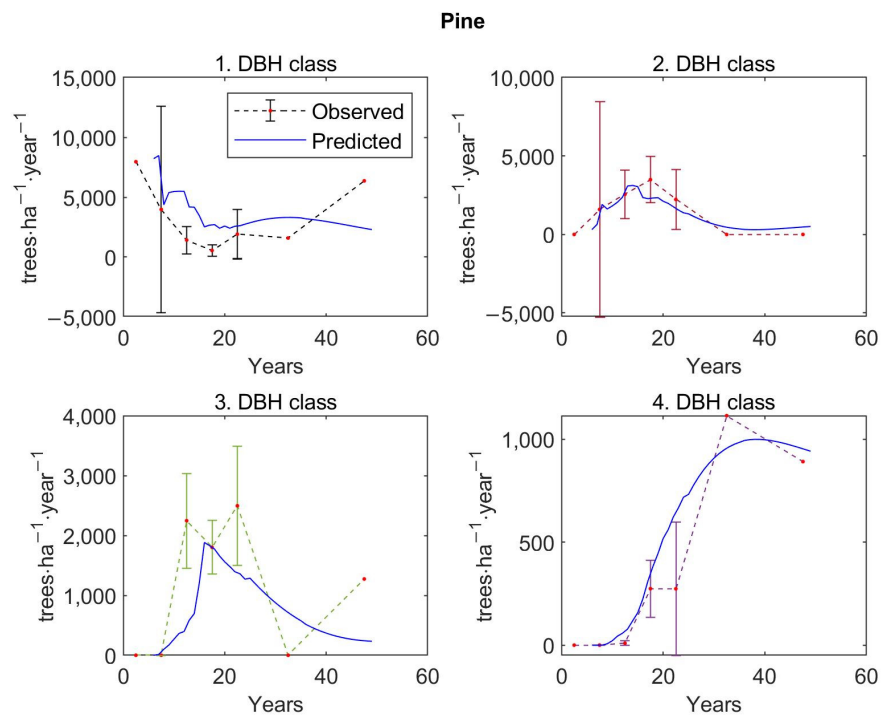 Pine
1. DBH class
15,000
10,000
5,000
0
−5,000
trees·ha⁻¹·year⁻¹
Observed
Predicted
0 20 40 60
Years
2. DBH class
10,000
5,000
0
−5,000
trees·ha⁻¹·year⁻¹
0 20 40 60
Years
3. DBH class
4,000
3,000
2,000
1,000
0
trees·ha⁻¹·year⁻¹
0 20 40 60
Years
4. DBH class
1,000
500
0
trees·ha⁻¹·year⁻¹
0 20 40 60
Years